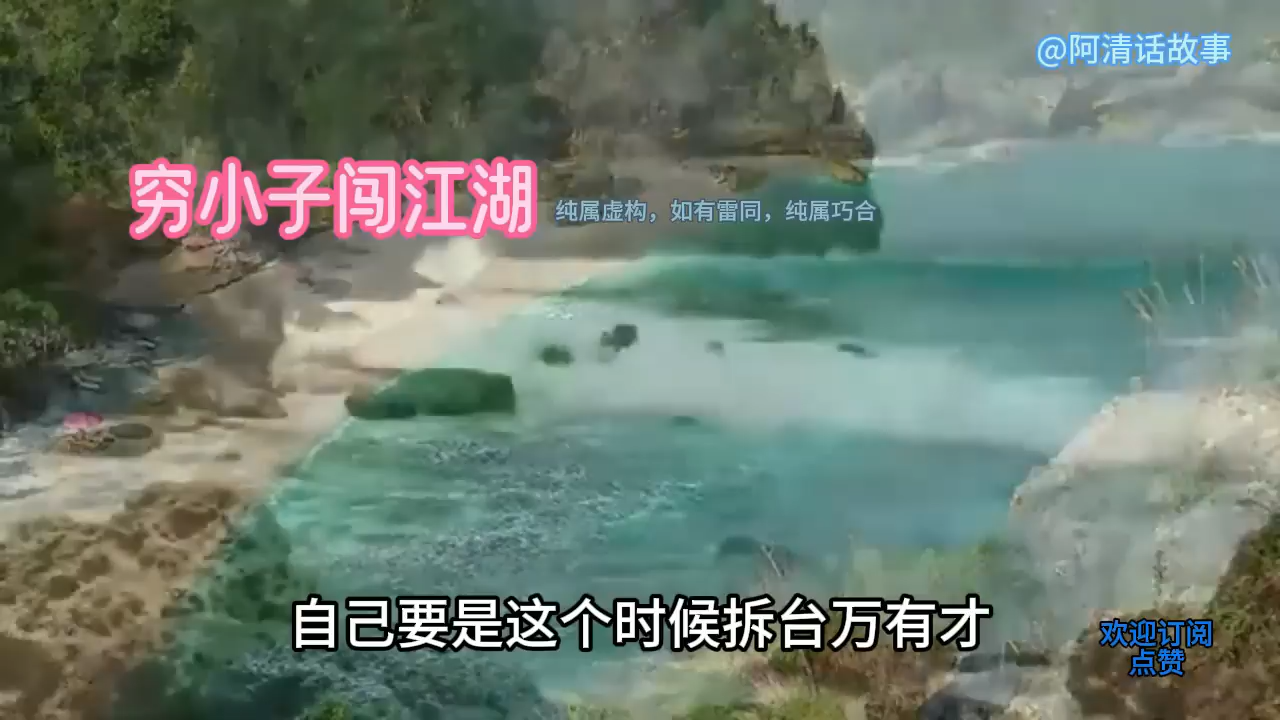 @阿清话故事
穷小子闯江湖
纯属虚构，如有雷同，纯属巧合
自己要是这个时候拆台万有才
欢迎订阅
点赞